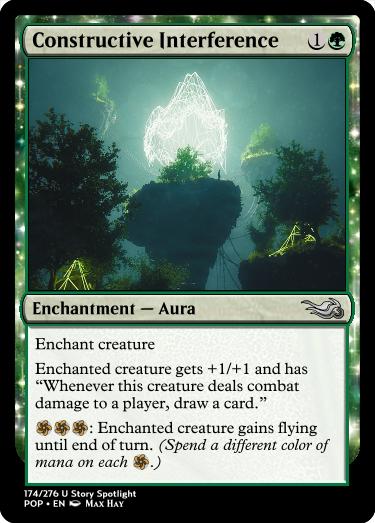 Constructive Interference 1
Enchantment — Aura
Enchant creature
Enchanted creature gets +1/+1 and has
“Whenever this creature deals combat
damage to a player, draw a card.”
: Enchanted creature gains flying
until end of turn. (Spend a different color of
mana on each .)
174/276 U Story Spotlight
POP • EN Max Hay